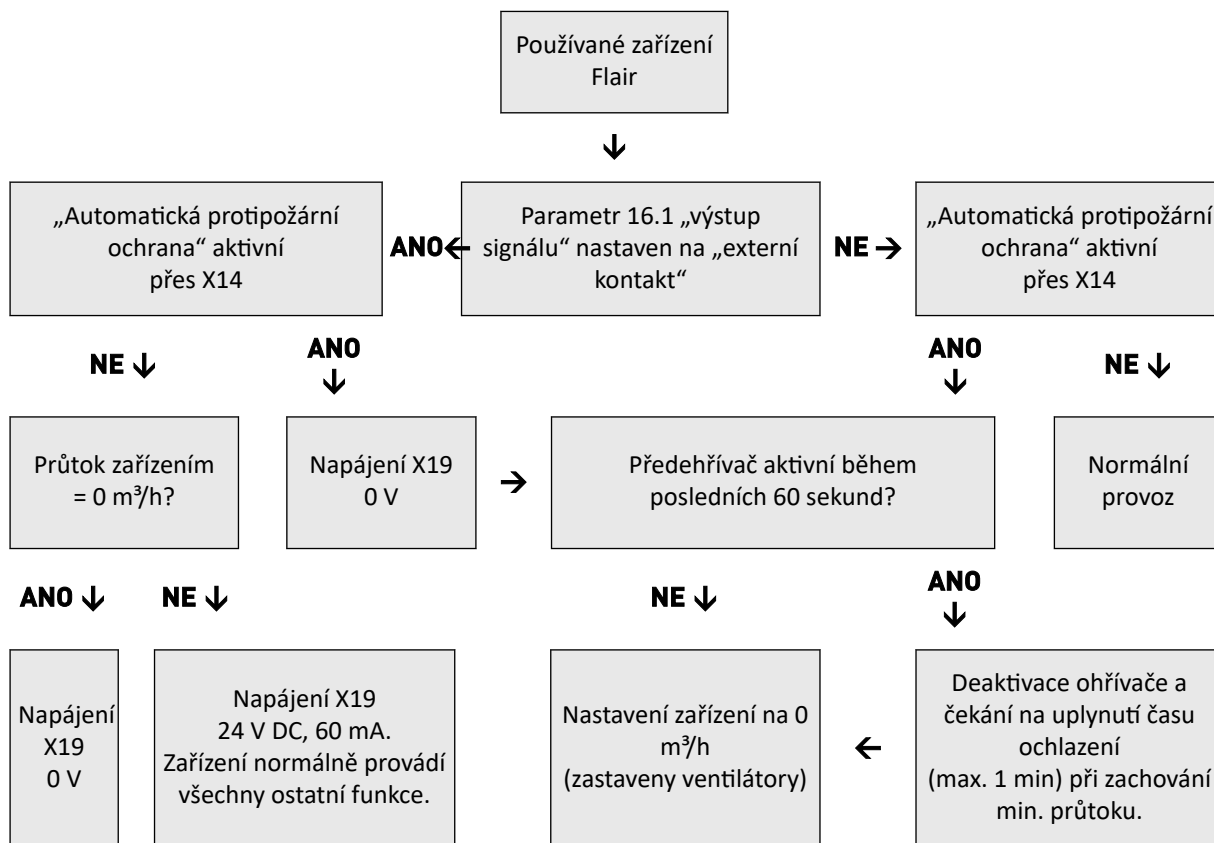 Používané zařízení
Flair
„Automatická protipožární
ochrana“ aktivní
přes X14
ANO
Parametr 16.1 „výstup
signálu“ nastaven na „externí
kontakt“
NE
„Automatická protipožární
ochrana“ aktivní
přes X14
NE
ANO
ANO
NE
Průtok zařízením
= 0 m³/h?
Napájení X19
0 V
Předehřívač aktivní během
posledních 60 sekund?
Normální
provoz
ANO
NE
NE
ANO
Napájení
X19
0 V
Napájení X19
24 V DC, 60 mA.
Zařízení normálně provádí
všechny ostatní funkce.
Nastavení zařízení na 0
m³/h
(zastaveny ventilátory)
Deaktivace ohřívače a
čekání na uplynutí času
ochlazení
(max. 1 min) při zachování
min. průtoku.